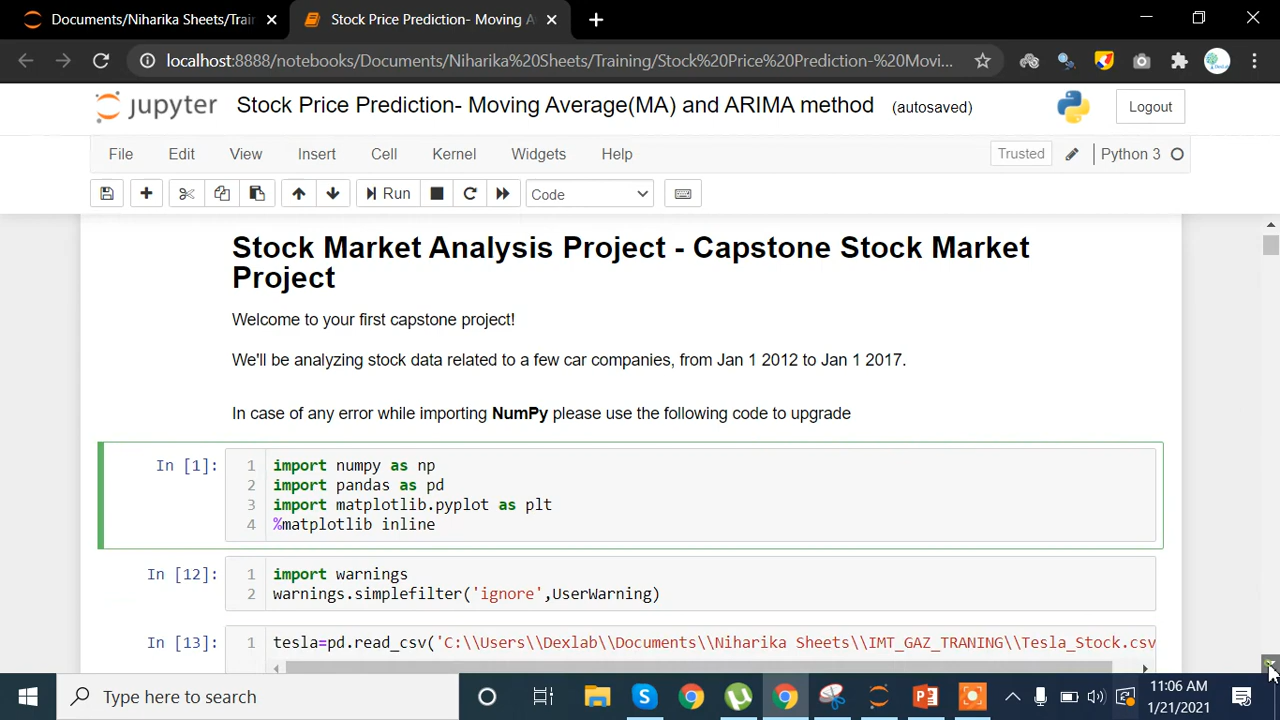 Documents/Niharika Sheets/Trai
Stock Price Prediction- Moving A
localhost:8888/notebooks/Documents/Niharika%20Sheets/Training/Stock%20Price%20Prediction-%20Movi...
jupyter Stock Price Prediction- Moving Average(MA) and ARIMA method (autosaved) Logout
File Edit View Insert Cell Kernel Widgets Help Trusted Python 3
Run Code
Stock Market Analysis Project - Capstone Stock Market
Project
Welcome to your first capstone project!
We'll be analyzing stock data related to a few car companies, from Jan 1 2012 to Jan 1 2017.
In case of any error while importing NumPy please use the following code to upgrade
In [1]: 1 import numpy as np
2 import pandas as pd
3 import matplotlib.pyplot as plt
4 %matplotlib inline
In [12]: 1 import warnings
2 warnings.simplefilter('ignore',UserWarning)
In [13]: 1 tesla=pd.read_csv('C:\\Users\\Dexlab\\Documents\\Niharika Sheets\\IMT_GAZ_TRANING\\Tesla_Stock.csv
Type here to search
11:06 AM
1/21/2021